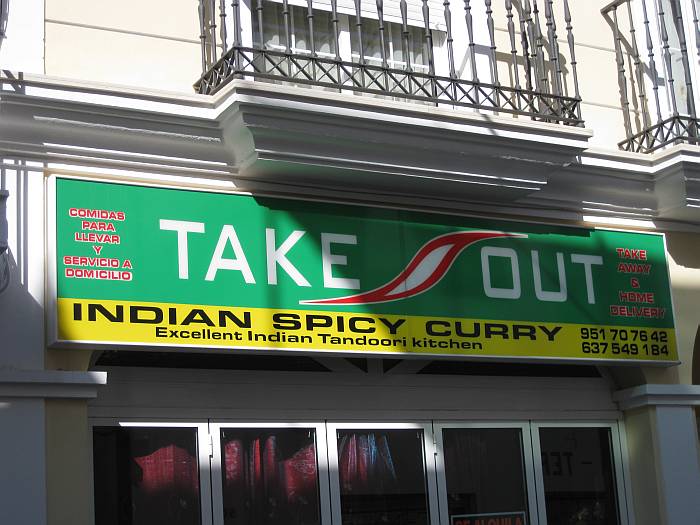 COMIDAS
PARA
LLEVAR
Y
SERVICIO A
DOMICILIO
TAKE OUT
TAKE
AWAY
&
HOME
DELIVERY
INDIAN SPICY CURRY
Excellent Indian Tandoori kitchen
951 70 76 42
637 549 184